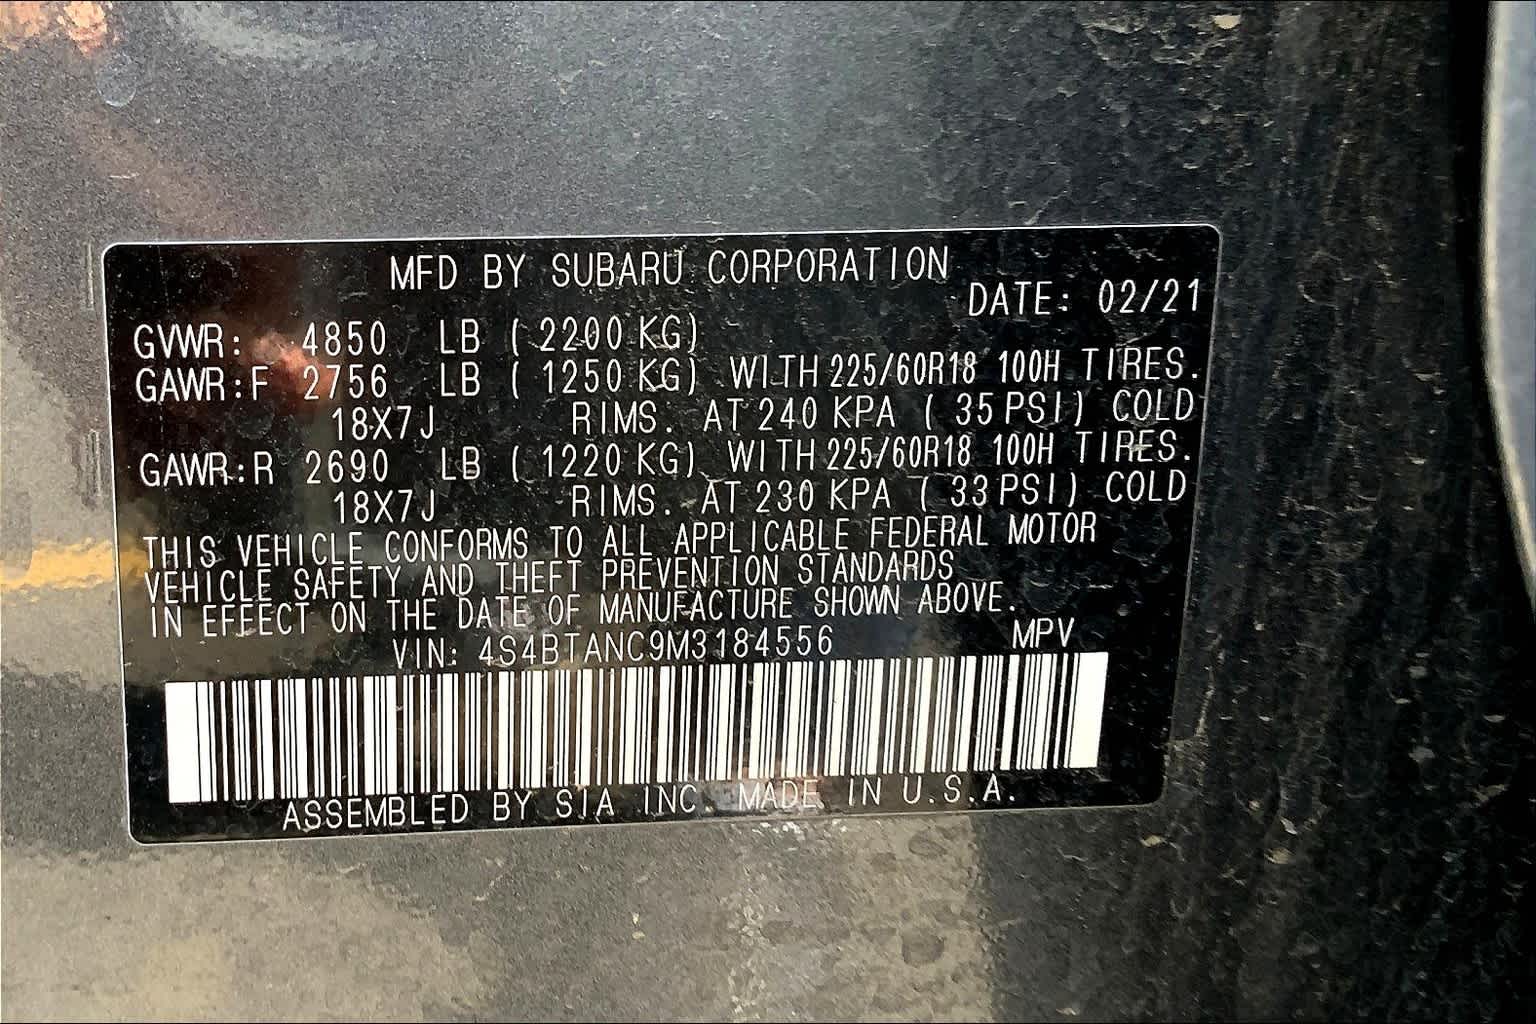 MFD BY SUBARU CORPORATION
DATE: 02/21
GVWR: 4850 LB ( 2200 KG)
GAWR:F 2756 LB ( 1250 KG) WITH 225/60R18 100H TIRES.
18X7J RIMS. AT 240 KPA ( 35 PSI) COLD
GAWR:R 2690 LB ( 1220 KG) WITH 225/60R18 100H TIRES.
18X7J RIMS. AT 230 KPA ( 33 PSI) COLD
THIS VEHICLE CONFORMS TO ALL APPLICABLE FEDERAL MOTOR
VEHICLE SAFETY AND THEFT PREVENTION STANDARDS
IN EFFECT ON THE DATE OF MANUFACTURE SHOWN ABOVE.
VIN: 4S4BTANC9M3184556 MPV
ASSEMBLED BY SIA INC. MADE IN U.S.A.